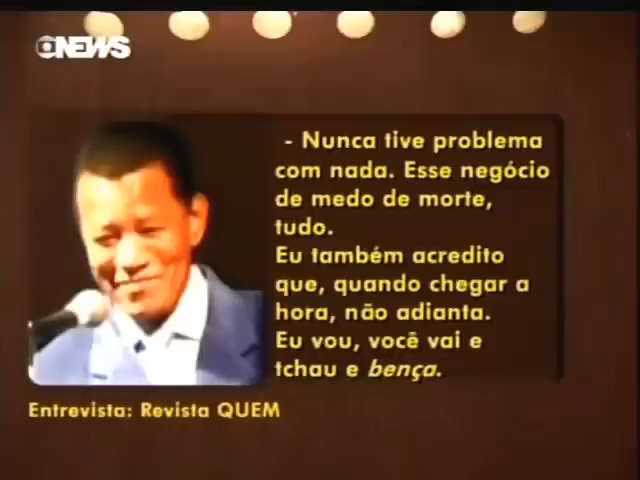 NEWS
- Nunca tive problema
com nada. Esse negócio
de medo de morte,
tudo.
Eu também acredito
que, quando chegar a
hora, não adianta.
Eu vou, você vai e
tchau e bença.
Entrevista: Revista QUEM